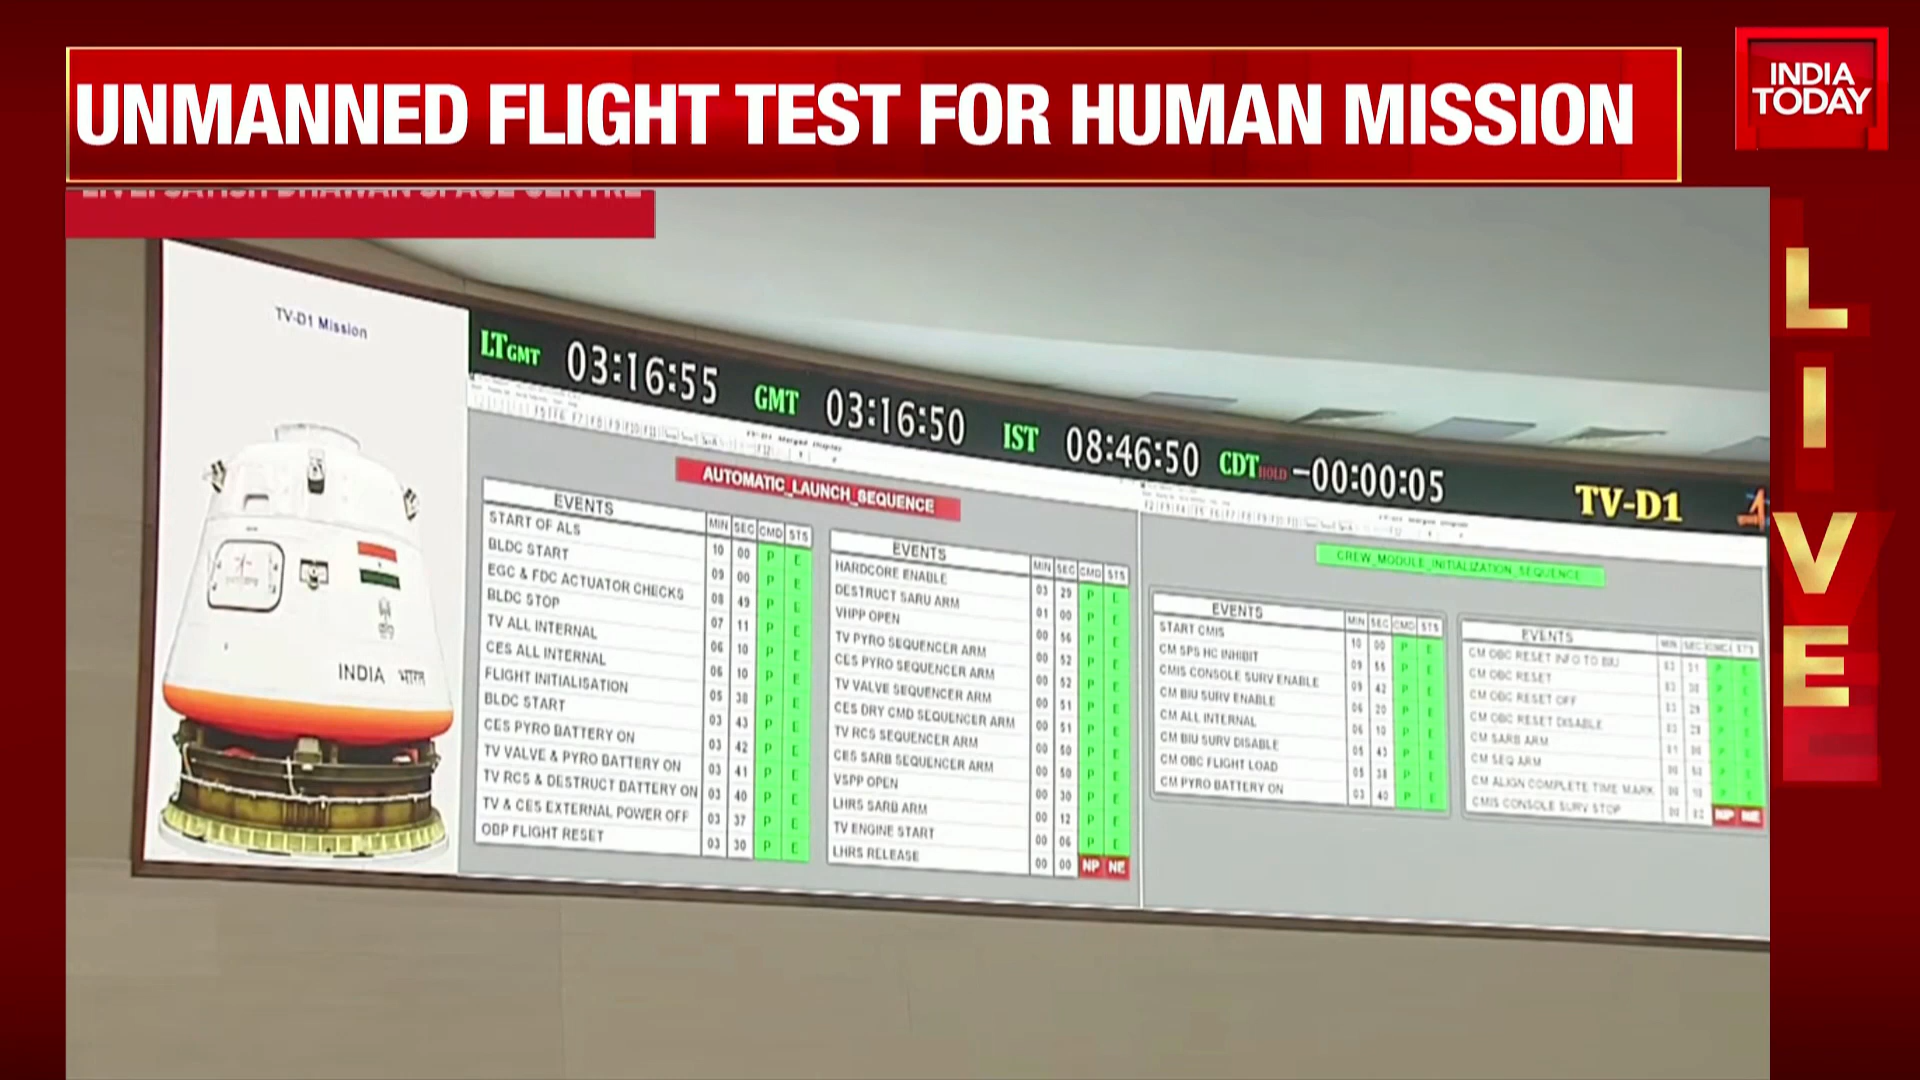 UNMANNED FLIGHT TEST FOR HUMAN MISSION
INDIA
TODAY
LIVE: SATISH DHAWAN SPACE CENTRE
LIVE
TV-D1 Mission
INDIA भारत
LTGMT 03:16:55 GMT 03:16:50 IST 08:46:50 CDT HOLD -00:00:05 TV-D1
AUTOMATIC_LAUNCH_SEQUENCE
EVENTS MIN SEC CMD STS
START OF ALS 10 00 P E
BLDC START 09 00 P E
EGC & FDC ACTUATOR CHECKS 08 49 P E
BLDC STOP 07 11 P E
TV ALL INTERNAL 06 10 P E
CES ALL INTERNAL 06 10 P E
FLIGHT INITIALISATION 05 38 P E
BLDC START 03 43 P E
CES PYRO BATTERY ON 03 42 P E
TV VALVE & PYRO BATTERY ON 03 41 P E
TV RCS & DESTRUCT BATTERY ON 03 40 P E
TV & CES EXTERNAL POWER OFF 03 37 P E
OBP FLIGHT RESET 03 30 P E
EVENTS MIN SEC CMD STS
HARDCORE ENABLE 03 29 P E
DESTRUCT SARU ARM 01 00 P E
VHPP OPEN 00 56 P E
TV PYRO SEQUENCER ARM 00 52 P E
CES PYRO SEQUENCER ARM 00 52 P E
TV VALVE SEQUENCER ARM 00 51 P E
CES DRY CMD SEQUENCER ARM 00 51 P E
TV RCS SEQUENCER ARM 00 50 P E
CES SARB SEQUENCER ARM 00 50 P E
VSPP OPEN 00 30 P E
LHRS SARB ARM 00 12 P E
TV ENGINE START 00 06 P E
LHRS RELEASE 00 00 NP NE
CREW_MODULE_INITIALIZATION_SEQUENCE
EVENTS MIN SEC CMD STS
START CMIS 10 00 P E
CM SPS HC INHIBIT 09 55 P E
CMIS CONSOLE SURV ENABLE 09 42 P E
CM BIU SURV ENABLE 06 20 P E
CM ALL INTERNAL 06 10 P E
CM BIU SURV DISABLE 05 43 P E
CM OBC FLIGHT LOAD 05 38 P E
CM PYRO BATTERY ON 03 40 P E
EVENTS MIN SEC CMD STS
CM OBC RESET INFO TO BIU
CM OBC RESET
CM OBC RESET OFF
CM OBC RESET DISABLE
CM SARB ARM
CM SEQ ARM
CM ALIGN COMPLETE TIME MARK
CMIS CONSOLE SURV STOP NP NE